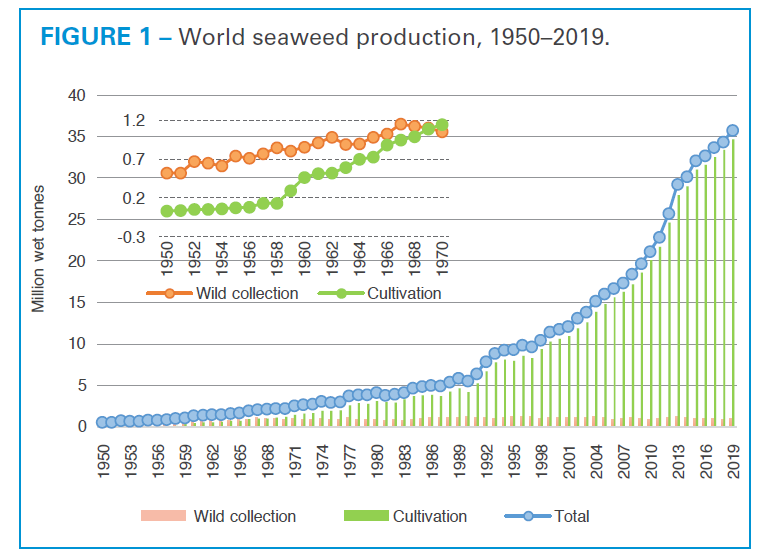 FIGURE 1 – World seaweed production, 1950–2019.
Million wet tonnes
40
35
30
25
20
15
10
5
0
1.2
0.7
0.2
-0.3
1950 1952 1954 1956 1958 1960 1962 1964 1966 1968 1970
Wild collection Cultivation
1950 1953 1956 1959 1962 1965 1968 1971 1974 1977 1980 1983 1986 1989 1992 1995 1998 2001 2004 2007 2010 2013 2016 2019
Wild collection Cultivation Total